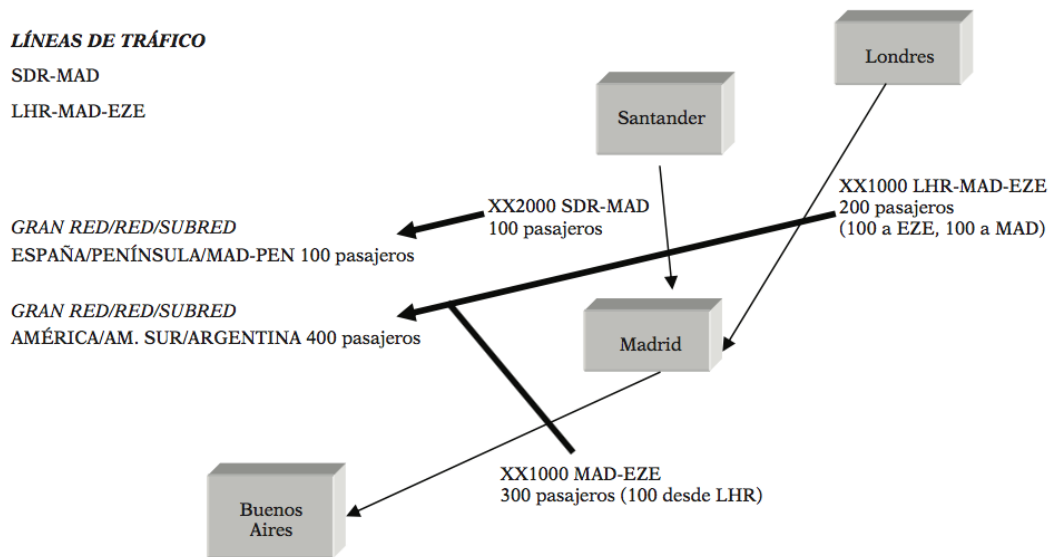 LÍNEAS DE TRÁFICO
SDR-MAD
LHR-MAD-EZE
Londres
Santander
XX2000 SDR-MAD
100 pasajeros
XX1000 LHR-MAD-EZE
200 pasajeros
(100 a EZE, 100 a MAD)
GRAN RED/RED/SUBRED
ESPAÑA/PENÍNSULA/MAD-PEN 100 pasajeros
GRAN RED/RED/SUBRED
AMÉRICA/AM. SUR/ARGENTINA 400 pasajeros
Madrid
XX1000 MAD-EZE
300 pasajeros (100 desde LHR)
Buenos
Aires